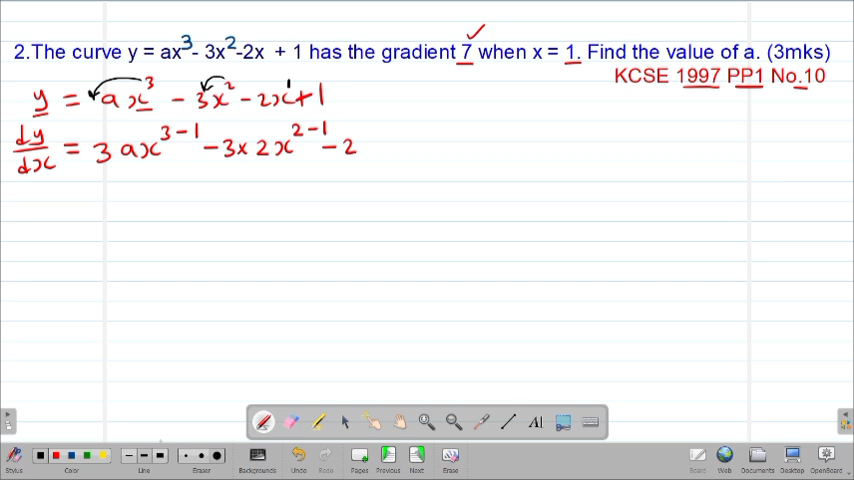 2.The curve y = ax³- 3x²-2x + 1 has the gradient 7 when x = 1. Find the value of a. (3mks)
KCSE 1997 PP1 No.10
y = ax³ - 3x² - 2x¹ + 1
dy/dx = 3ax³⁻¹ - 3x2x²⁻¹ - 2
Styles Color Line Eraser Backgrounds Undo Redo Pages Previous Next Erase Board Web Documents Desktop OpenBoard